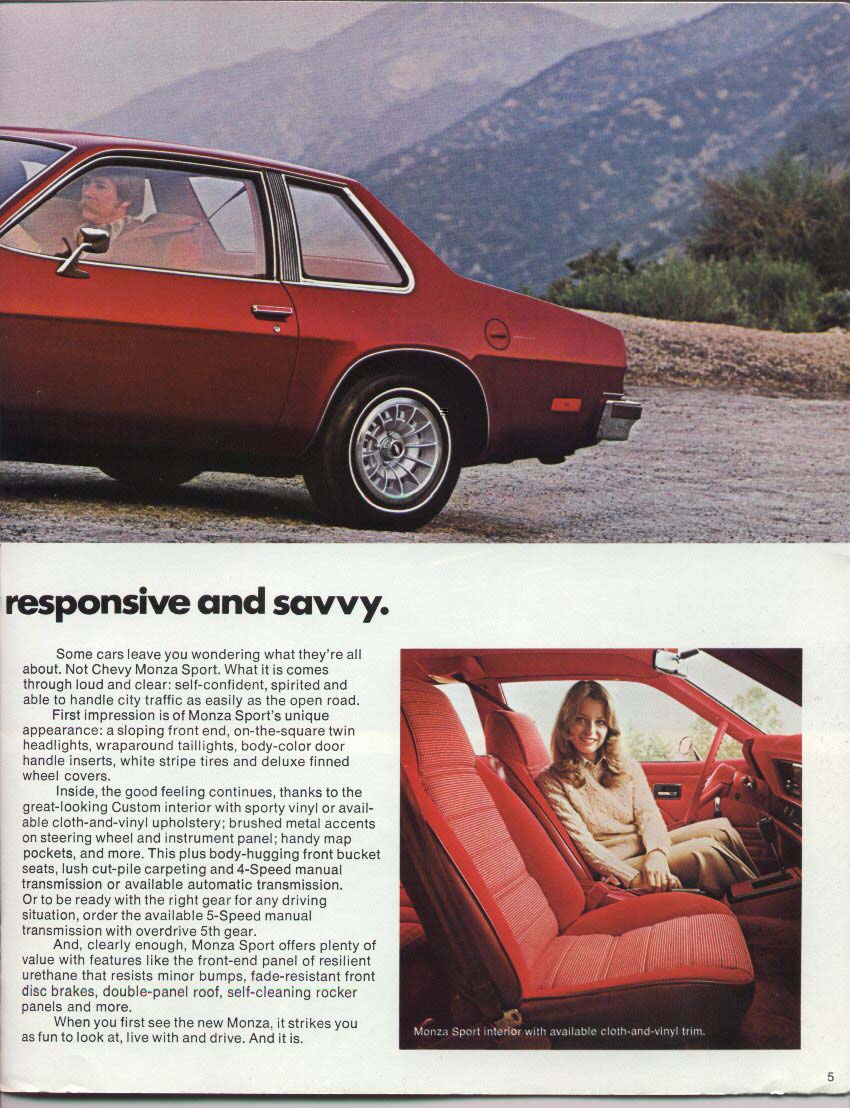 responsive and savvy.
Some cars leave you wondering what they're all
about. Not Chevy Monza Sport. What it is comes
through loud and clear: self-confident, spirited and
able to handle city traffic as easily as the open road.
First impression is of Monza Sport's unique
appearance: a sloping front end, on-the-square twin
headlights, wraparound taillights, body-color door
handle inserts, white stripe tires and deluxe finned
wheel covers.
Inside, the good feeling continues, thanks to the
great-looking Custom interior with sporty vinyl or avail-
able cloth-and-vinyl upholstery; brushed metal accents
on steering wheel and instrument panel; handy map
pockets, and more. This plus body-hugging front bucket
seats, lush cut-pile carpeting and 4-Speed manual
transmission or available automatic transmission.
Or to be ready with the right gear for any driving
situation, order the available 5-Speed manual
transmission with overdrive 5th gear.
And, clearly enough, Monza Sport offers plenty of
value with features like the front-end panel of resilient
urethane that resists minor bumps, fade-resistant front
disc brakes, double-panel roof, self-cleaning rocker
panels and more.
When you first see the new Monza, it strikes you
as fun to look at, live with and drive. And it is.
Monza Sport interior with available cloth-and-vinyl trim.
5